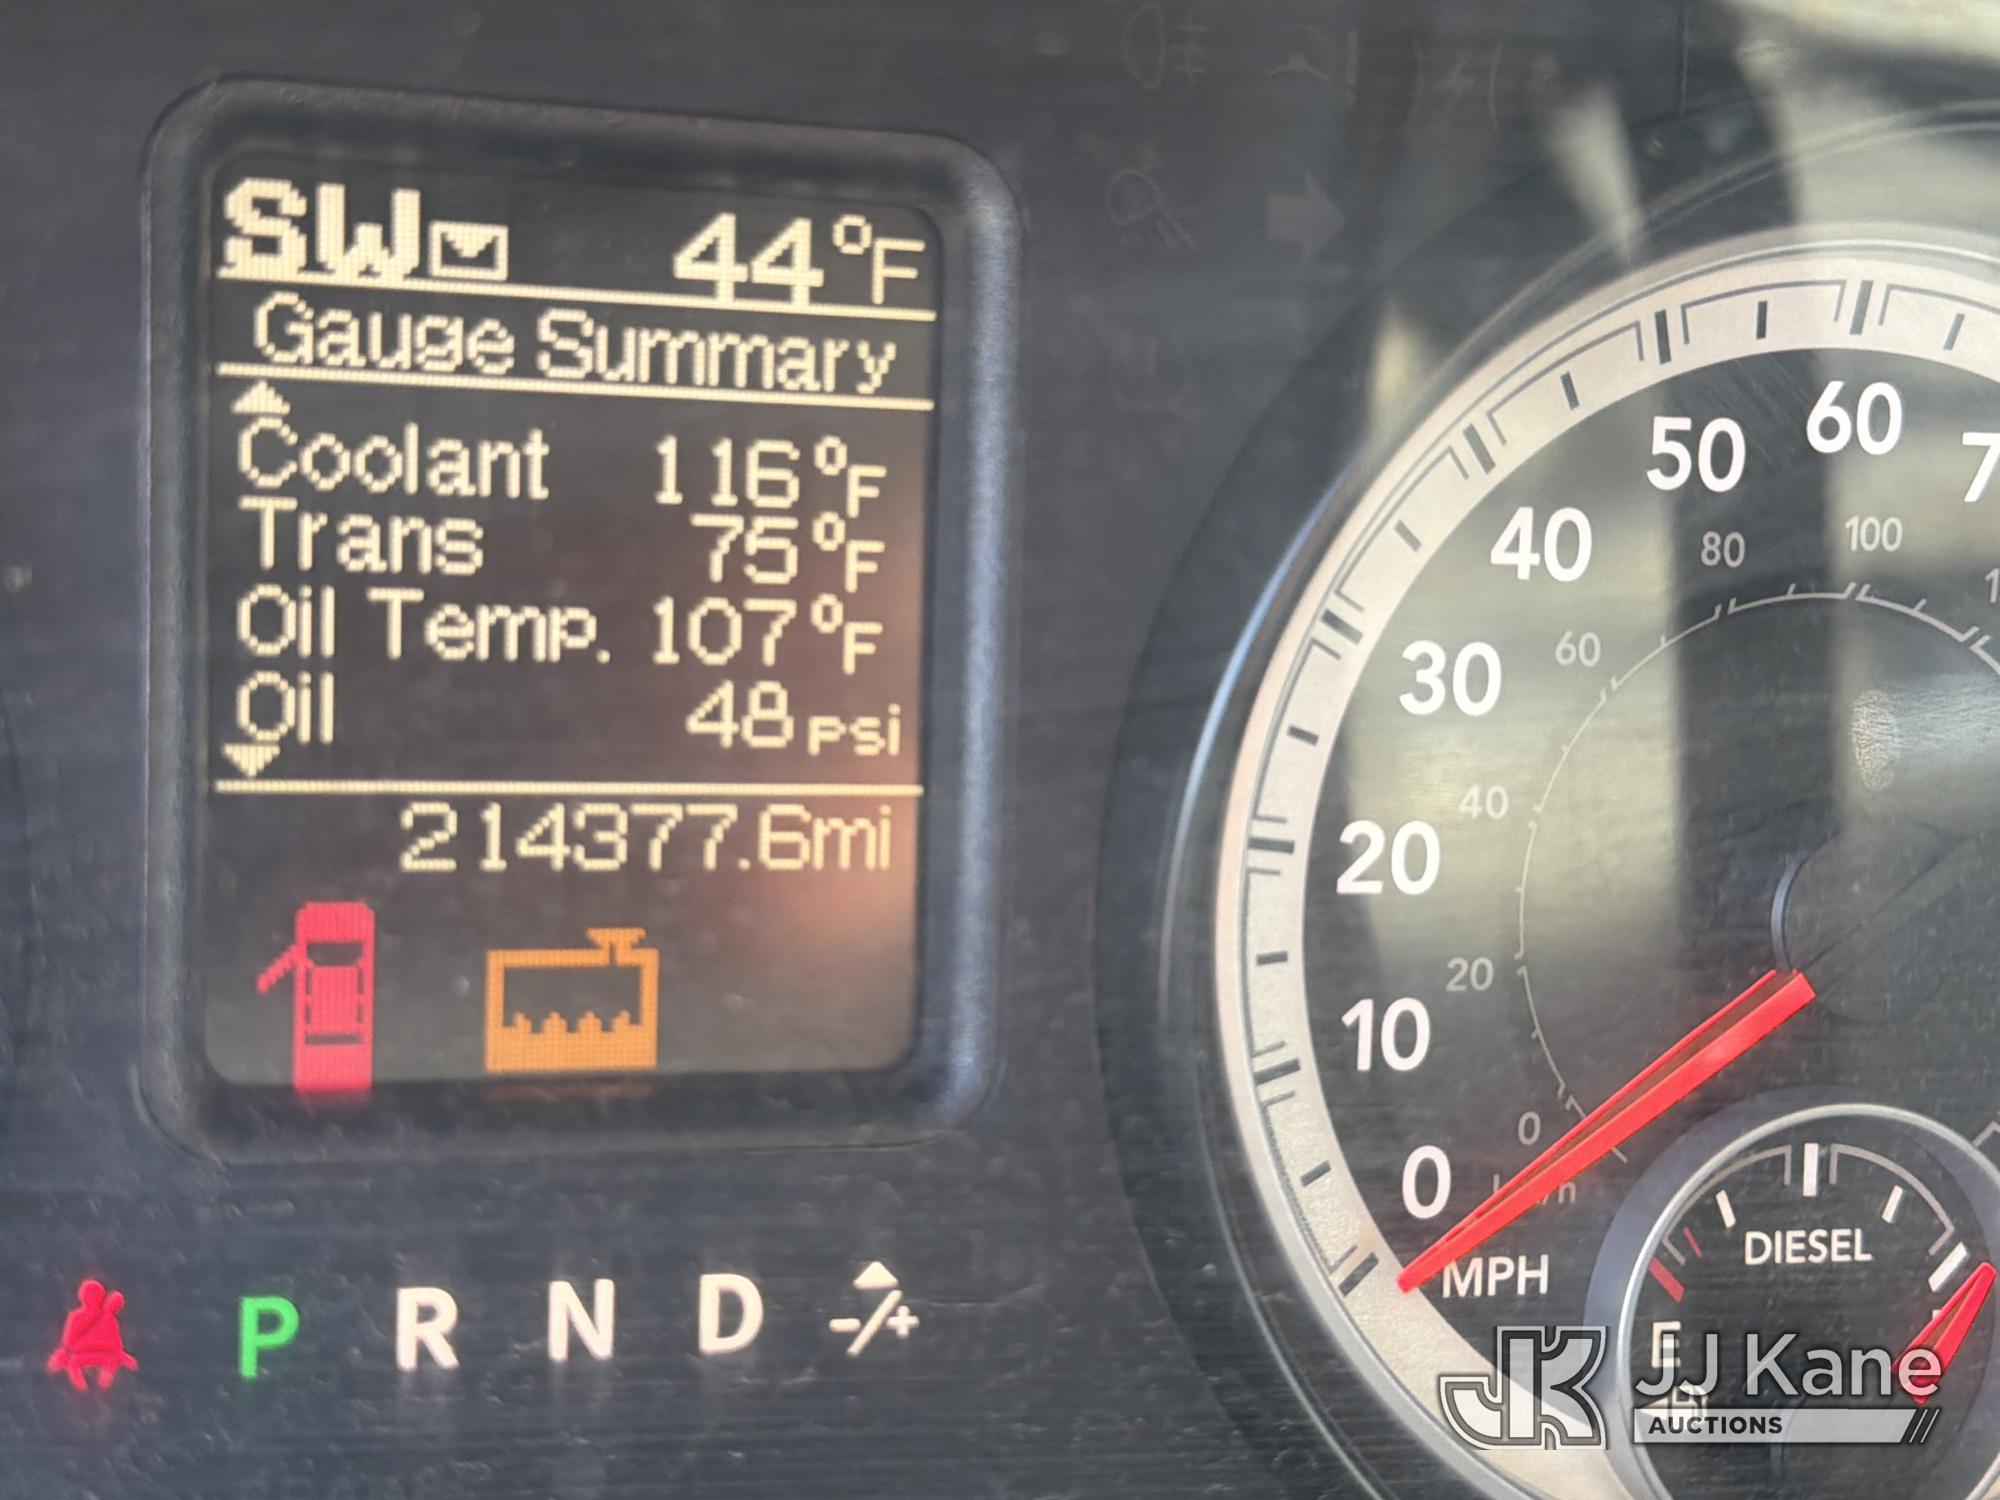 SW 44°F
Gauge Summary
Coolant 116°F
Trans 75°F
Oil Temp. 107°F
Oil 48 psi
214377.6mi
P R N D -/+
0 10 20 30 40 50 60
MPH
0 20 40 60 80 100
DIESEL
E
JK JJ Kane
AUCTIONS